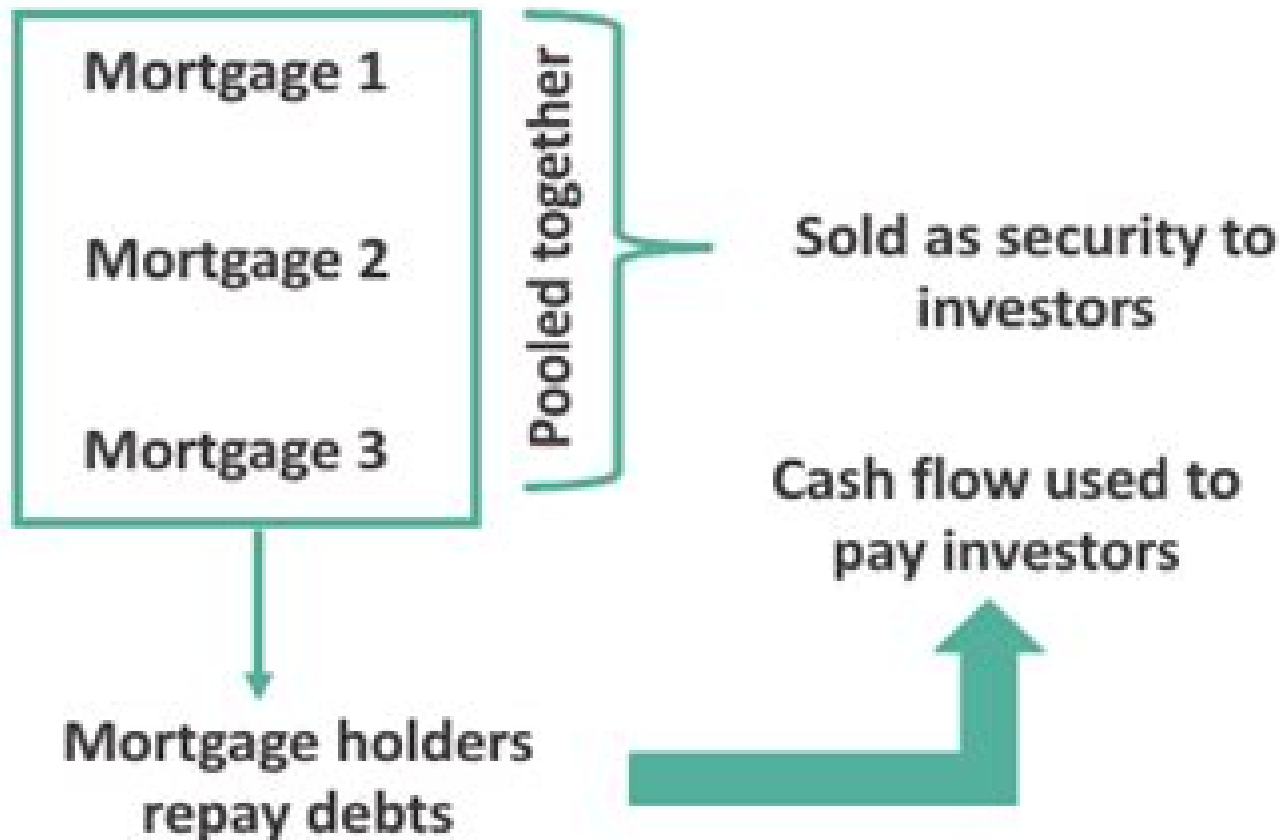 Mortgage 1
Mortgage 2
Mortgage 3
Pooled together
Sold as security to
investors
Cash flow used to
pay investors
Mortgage holders
repay debts